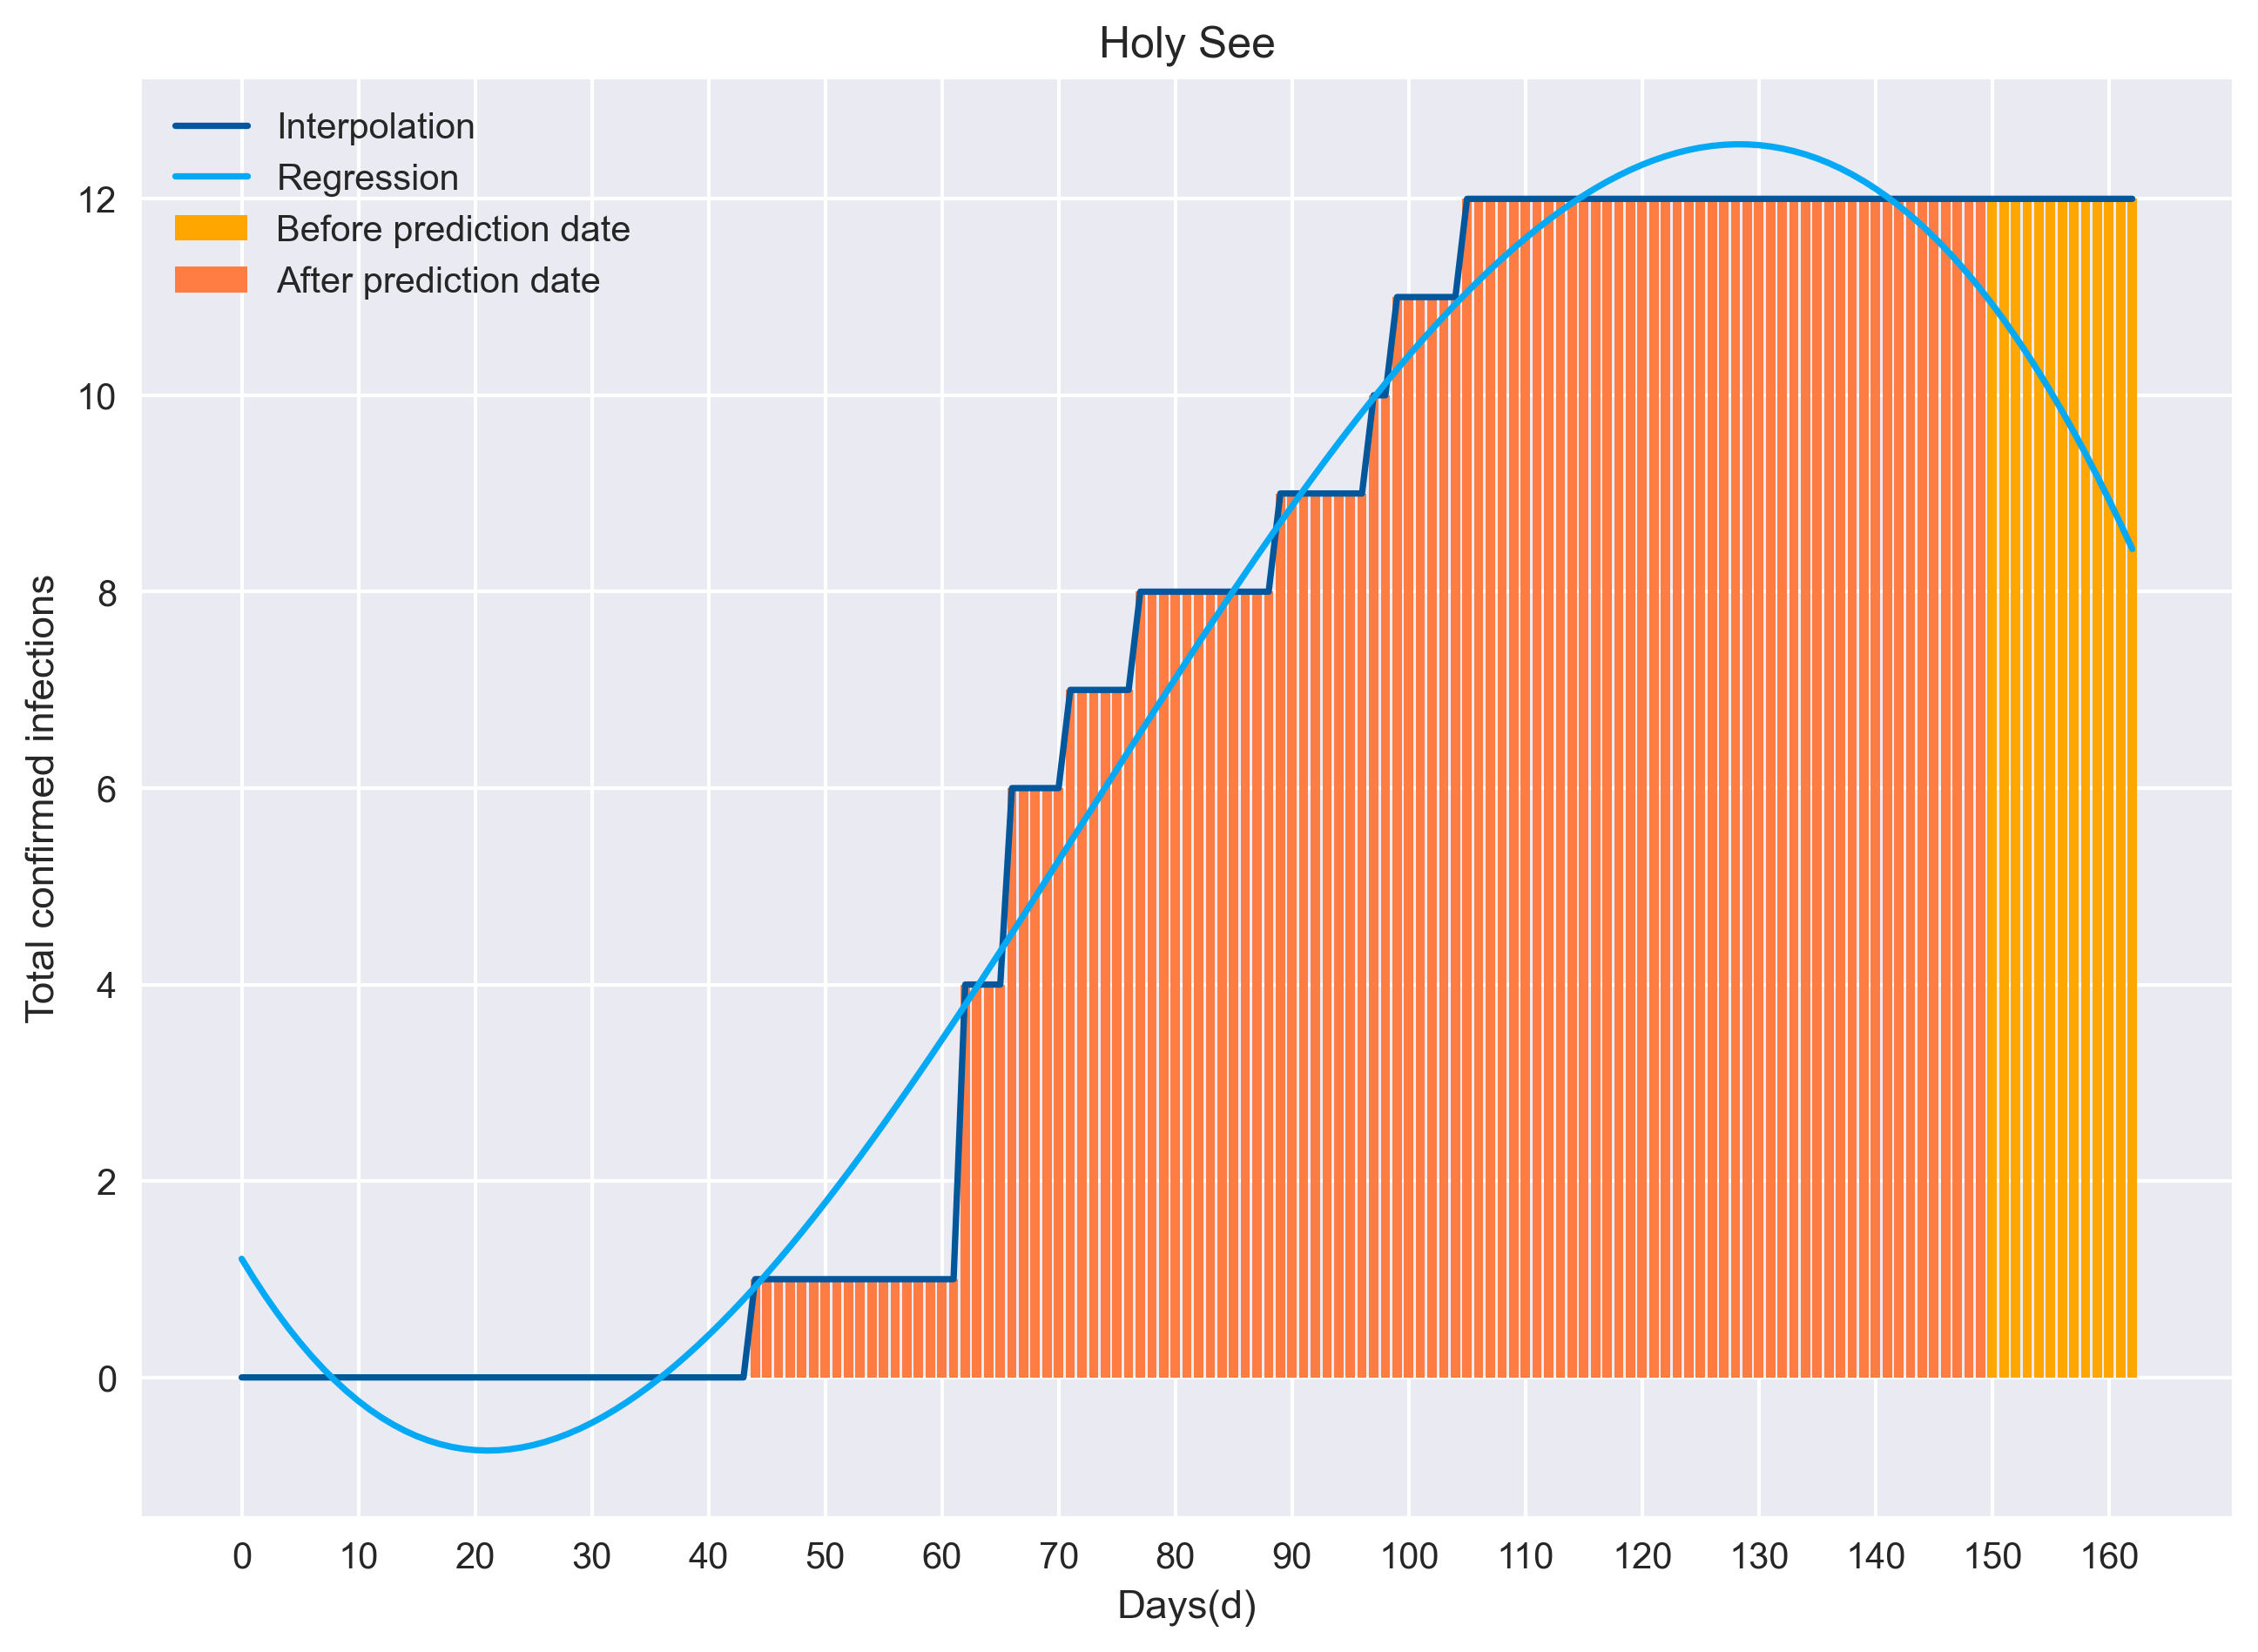 Holy See
Interpolation
Regression
Before prediction date
After prediction date
Total confirmed infections
12
10
8
6
4
2
0
0 10 20 30 40 50 60 70 80 90 100 110 120 130 140 150 160
Days(d)